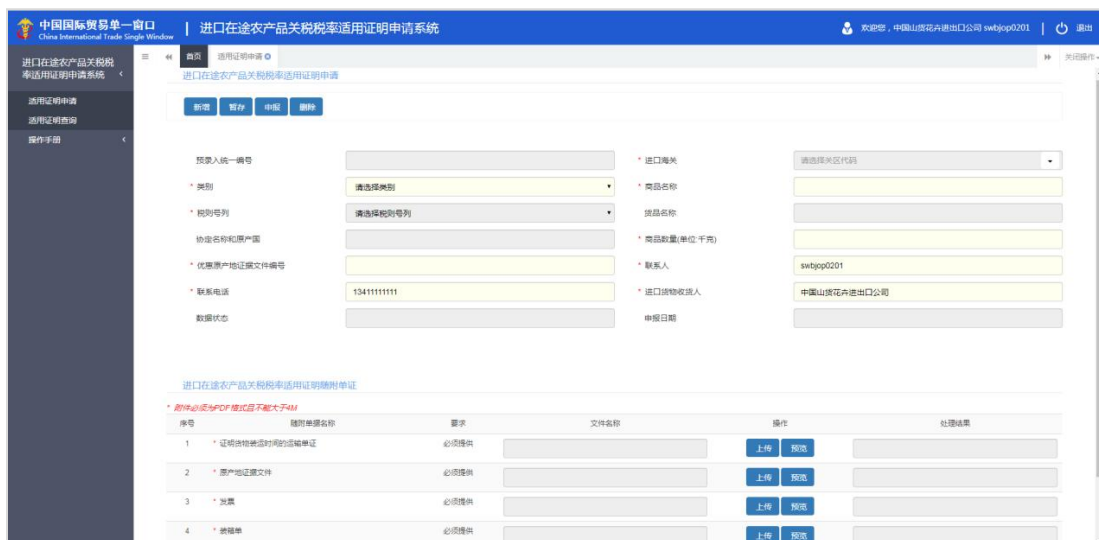 中国国际贸易单一窗口 | 进口在途农产品关税税率适用证明申请系统 欢迎您，中国山货花卉进出口公司 swbjop0201 | 退出
China International Trade Single Window
进口在途农产品关税税率适用证明申请系统
适用证明申请
适用证明查询
操作手册
首页 适用证明申请 关闭操作
进口在途农产品关税税率适用证明申请
新增 暂存 申报 删除
预录入统一编号 * 进口海关 请选择关区代码
* 类别 请选择类别 * 商品名称
* 税则号列 请选择税则号列 货品名称
协定名称和原产国 * 商品数量(单位:千克)
* 优惠原产地证据文件编号 * 联系人 swbjop0201
* 联系电话 13411111111 * 进口货物收货人 中国山货花卉进出口公司
数据状态 申报日期
进口在途农产品关税税率适用证明随附单证
* 附件必须为PDF格式且不能大于4M
序号 随附单据名称 要求 文件名称 操作 处理结果
1 * 证明货物装运时间的运输单证 必须提供 上传 预览
2 * 原产地证据文件 必须提供 上传 预览
3 * 发票 必须提供 上传 预览
4 * 装箱单 必须提供 上传 预览